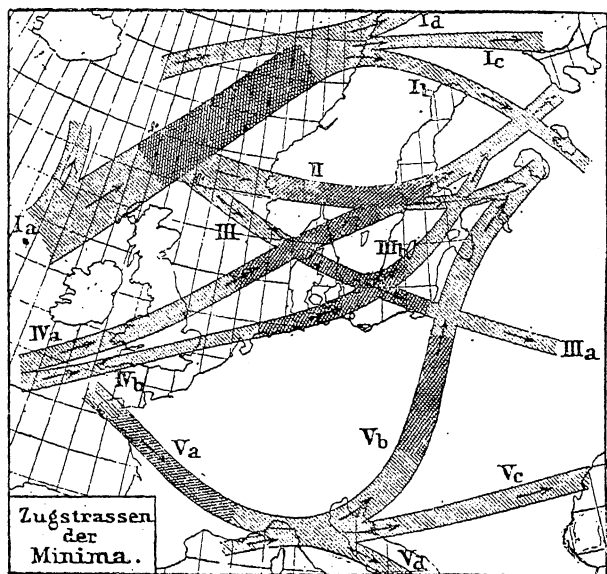 Id
Ic
Ib
II
Ia
III
IIIb
IVa
IIIa
IVb
Va
Vb
Vc
Vd
Zugstrassen
der
Minima.